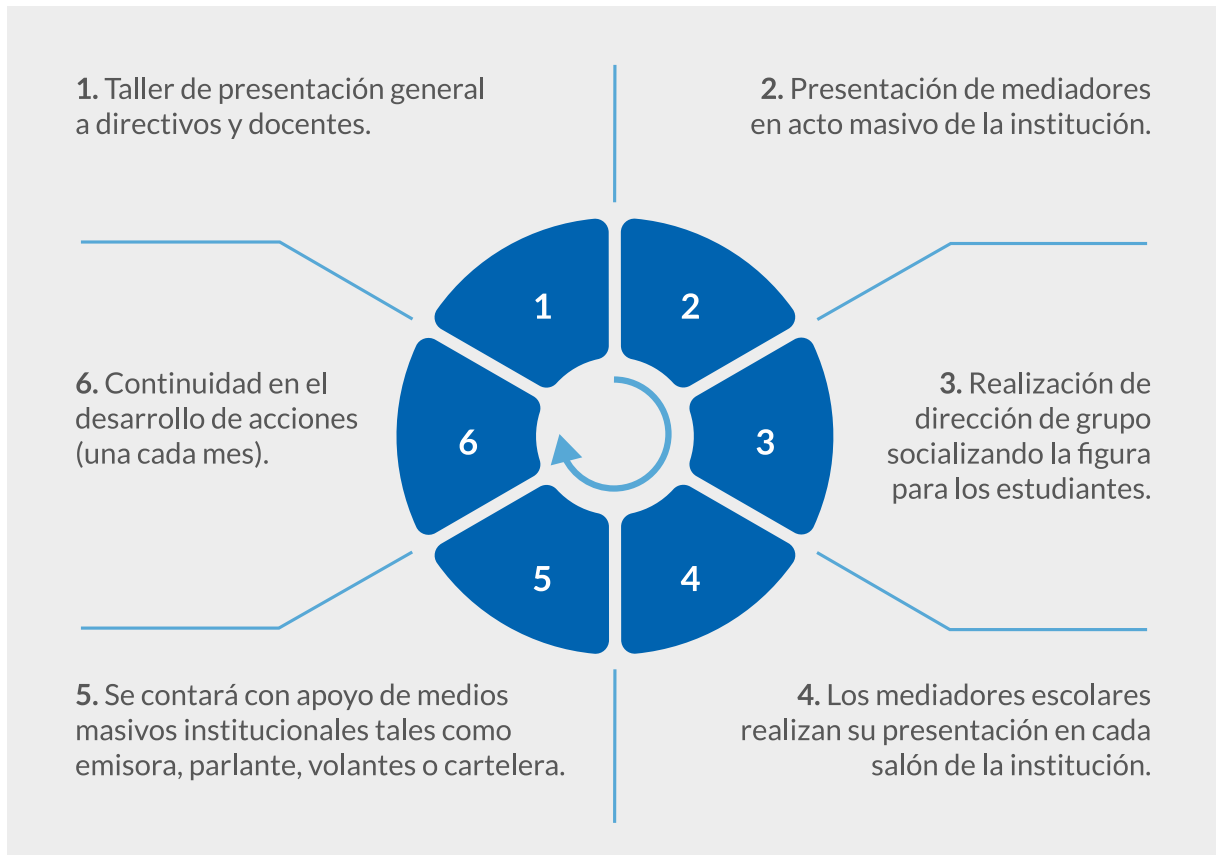 1. Taller de presentación general
a directivos y docentes.
2. Presentación de mediadores
en acto masivo de la institución.
1
2
6. Continuidad en el
desarrollo de acciones
(una cada mes).
6
3
3. Realización de
dirección de grupo
socializando la figura
para los estudiantes.
5
4
5. Se contará con apoyo de medios
masivos institucionales tales como
emisora, parlante, volantes o cartelera.
4. Los mediadores escolares
realizan su presentación en cada
salón de la institución.